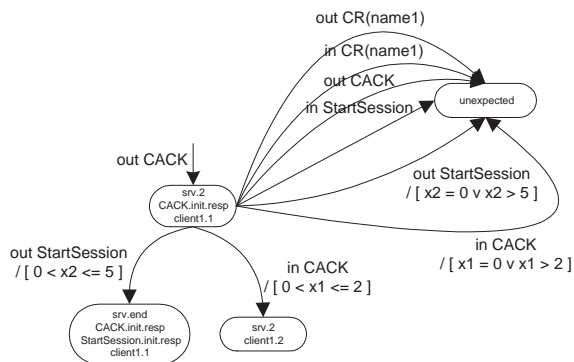 out CR(name1)
in CR(name1)
out CACK
in StartSession
unexpected
out CACK
srv.2
CACK.init.resp
client1.1
out StartSession
/ [ x2 = 0 v x2 > 5 ]
in CACK
/ [ x1 = 0 v x1 > 2 ]
out StartSession
/ [ 0 < x2 <= 5 ]
in CACK
/ [ 0 < x1 <= 2 ]
srv.end
CACK.init.resp
StartSession.init.resp
client1.1
srv.2
client1.2